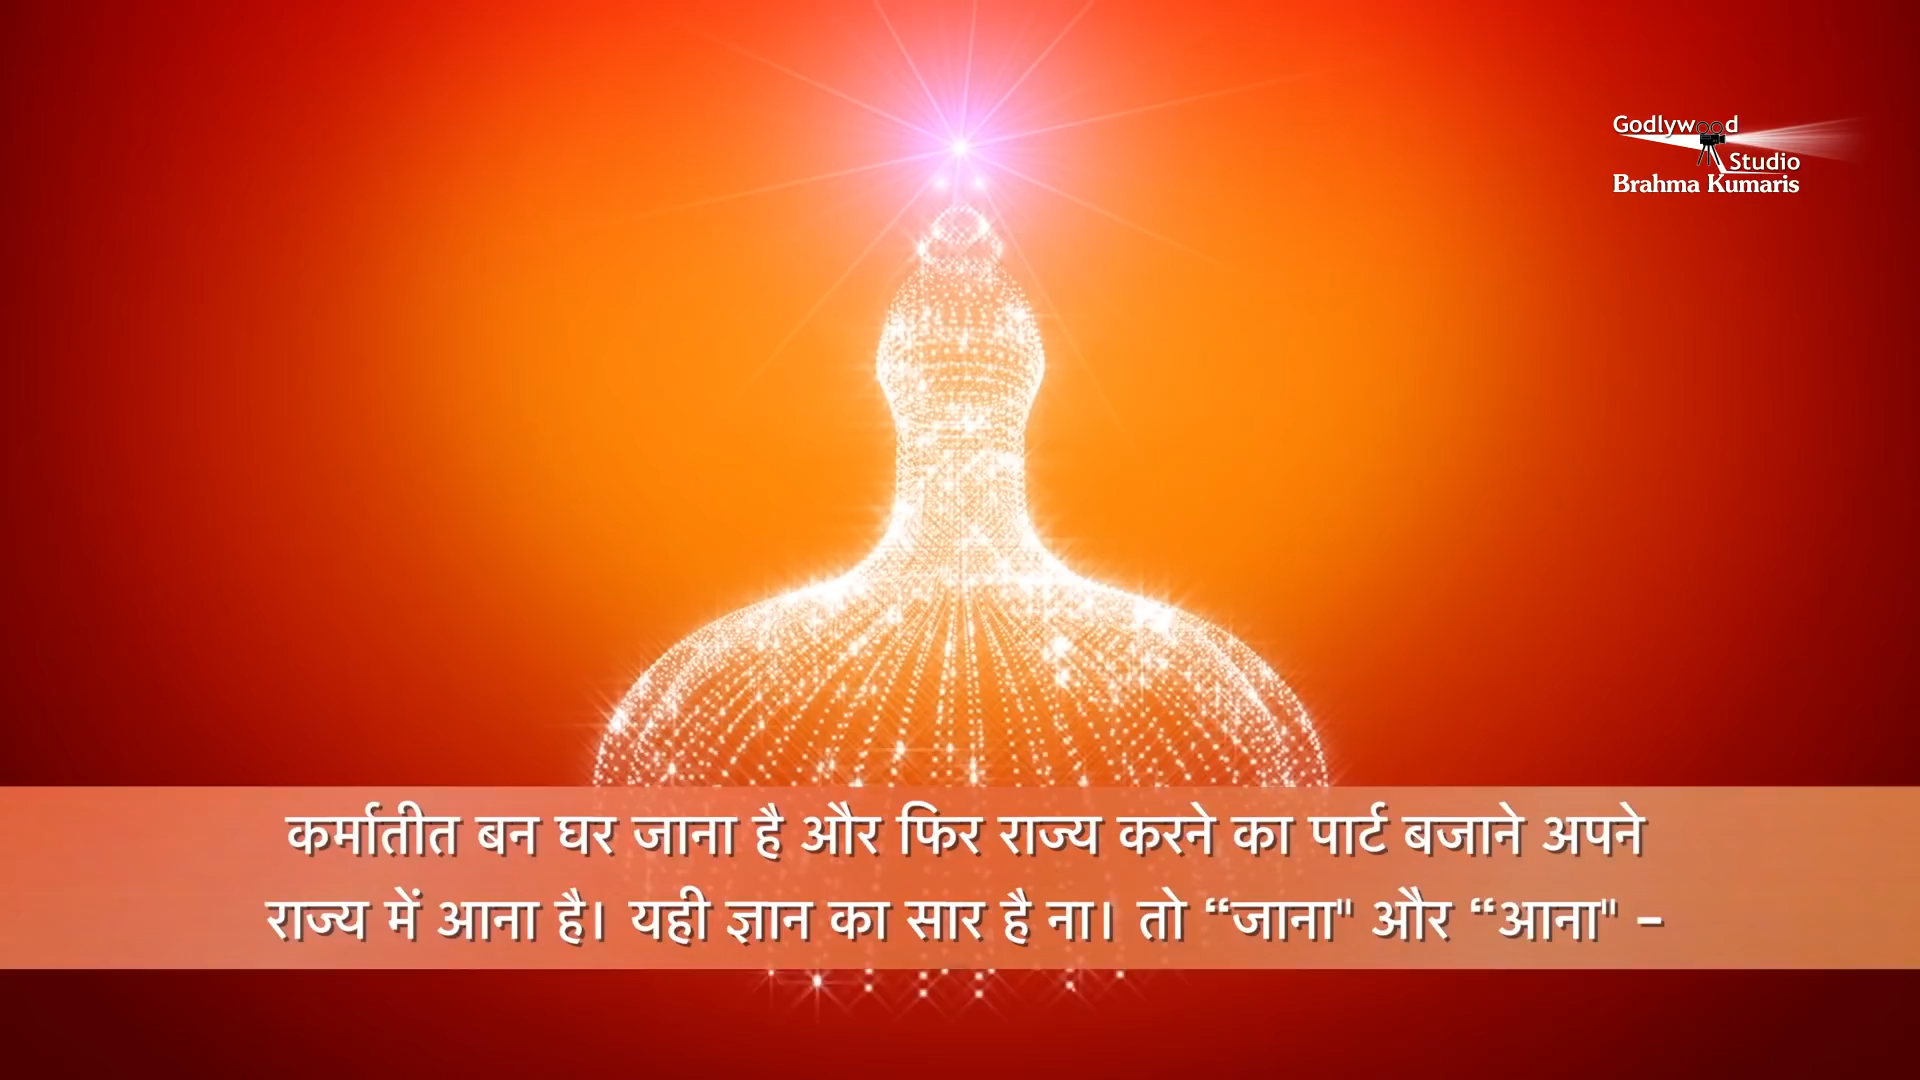 Godlywood
Studio
Brahma Kumaris
कर्मातीत बन घर जाना है और फिर राज्य करने का पार्ट बजाने अपने
राज्य में आना है। यही ज्ञान का सार है ना। तो “जाना" और “आना" –